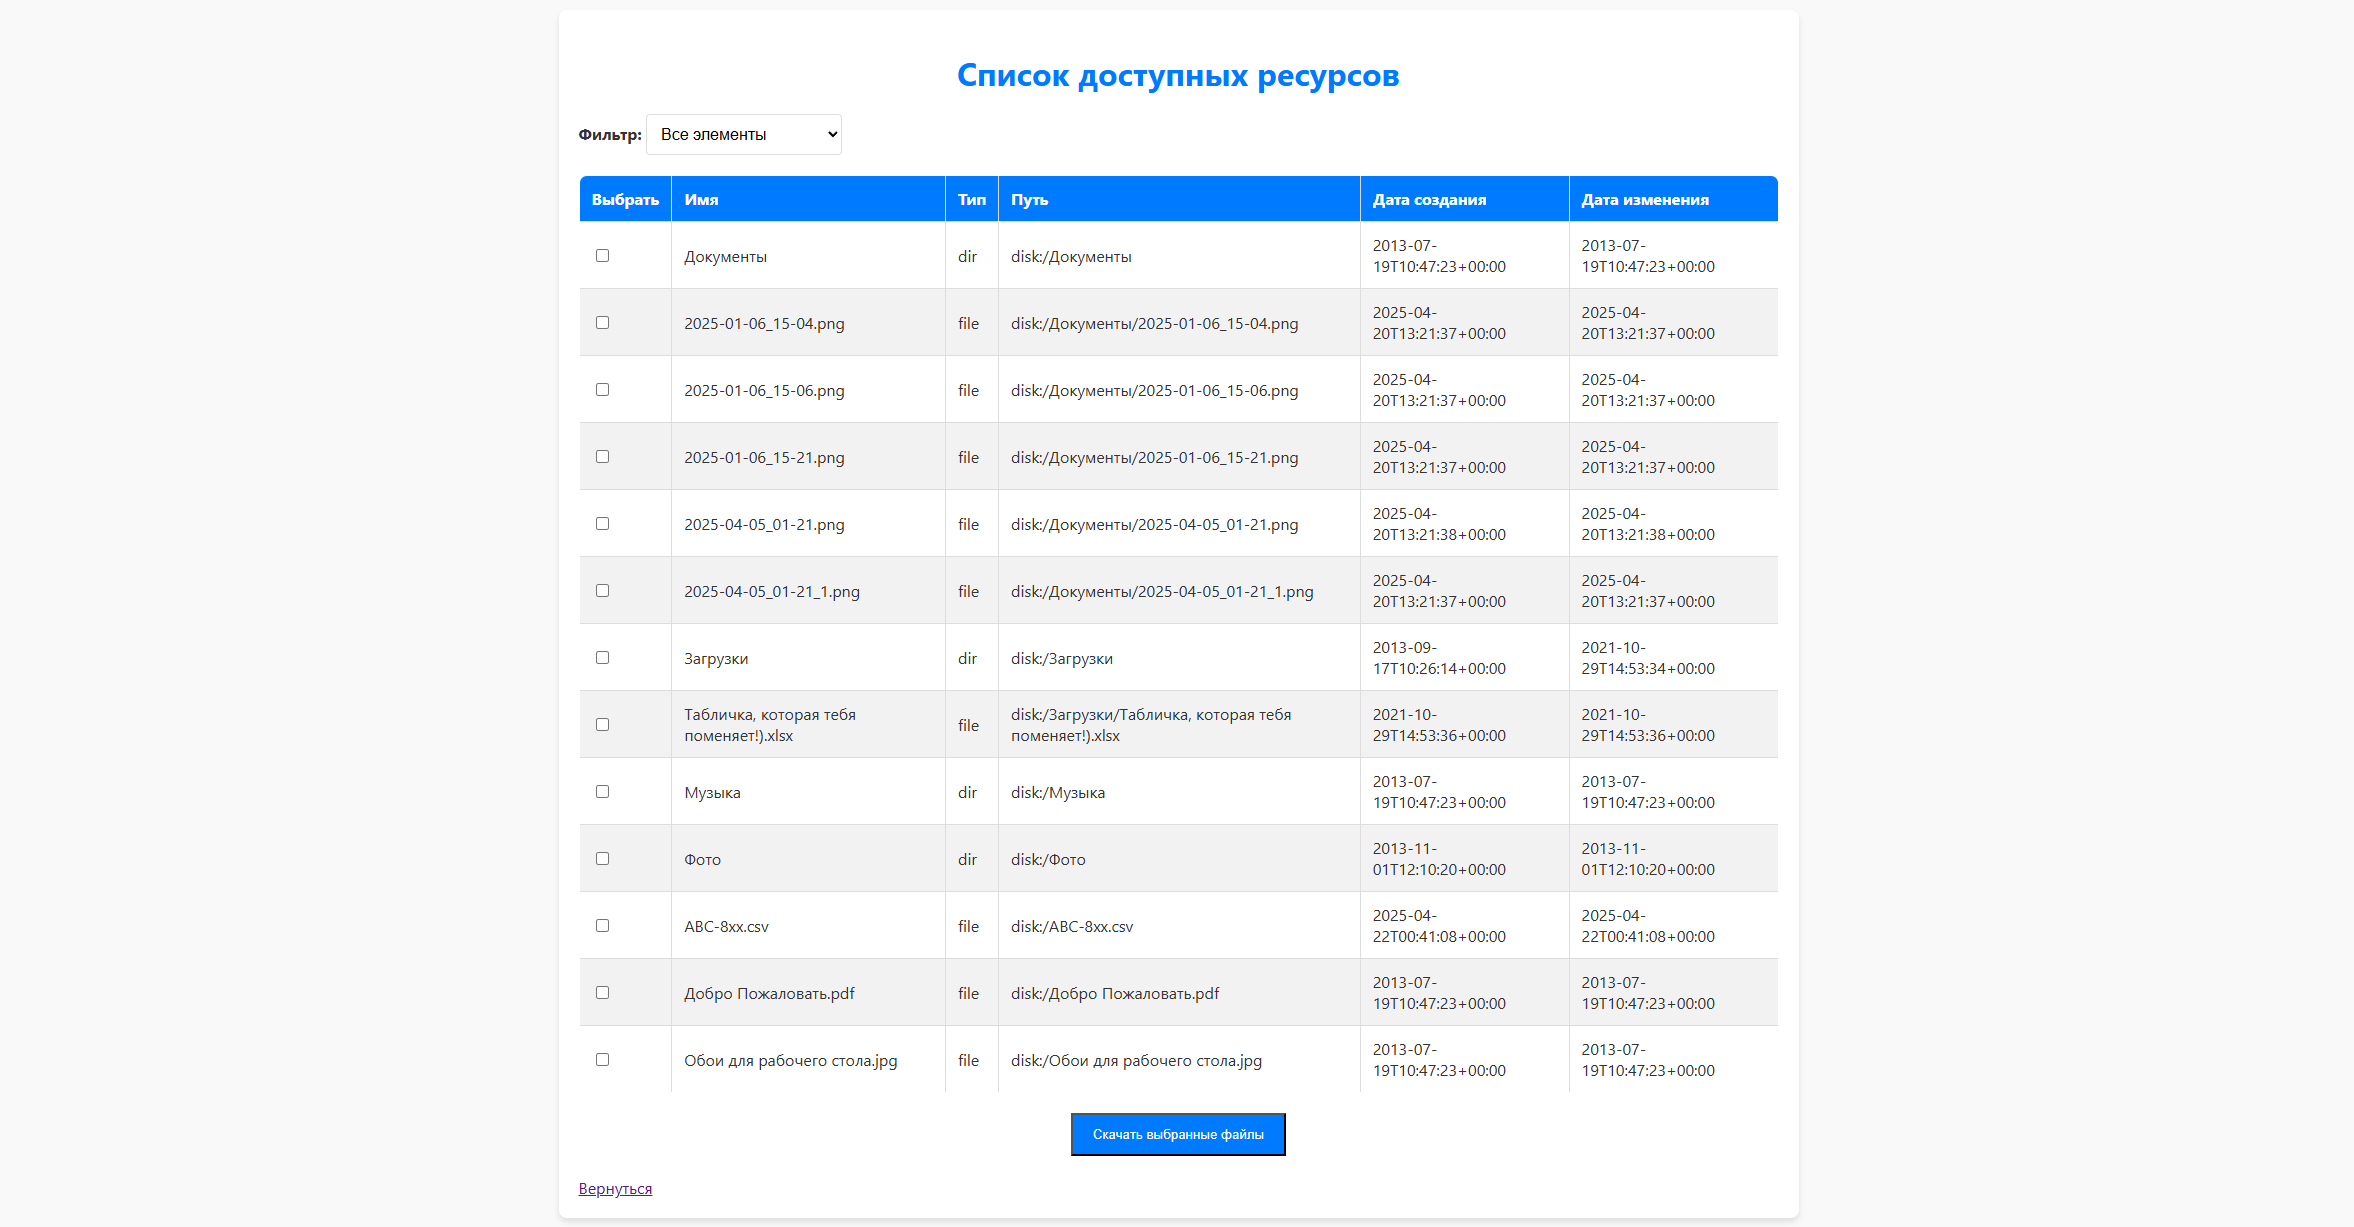 Список доступных ресурсов
Фильтр: Все элементы
Выбрать Имя Тип Путь Дата создания Дата изменения
Документы dir disk:/Документы 2013-07-19T10:47:23+00:00 2013-07-19T10:47:23+00:00
2025-01-06_15-04.png file disk:/Документы/2025-01-06_15-04.png 2025-04-20T13:21:37+00:00 2025-04-20T13:21:37+00:00
2025-01-06_15-06.png file disk:/Документы/2025-01-06_15-06.png 2025-04-20T13:21:37+00:00 2025-04-20T13:21:37+00:00
2025-01-06_15-21.png file disk:/Документы/2025-01-06_15-21.png 2025-04-20T13:21:37+00:00 2025-04-20T13:21:37+00:00
2025-04-05_01-21.png file disk:/Документы/2025-04-05_01-21.png 2025-04-20T13:21:38+00:00 2025-04-20T13:21:38+00:00
2025-04-05_01-21_1.png file disk:/Документы/2025-04-05_01-21_1.png 2025-04-20T13:21:37+00:00 2025-04-20T13:21:37+00:00
Загрузки dir disk:/Загрузки 2013-09-17T10:26:14+00:00 2021-10-29T14:53:34+00:00
Табличка, которая тебя поменяет!).xlsx file disk:/Загрузки/Табличка, которая тебя поменяет!).xlsx 2021-10-29T14:53:36+00:00 2021-10-29T14:53:36+00:00
Музыка dir disk:/Музыка 2013-07-19T10:47:23+00:00 2013-07-19T10:47:23+00:00
Фото dir disk:/Фото 2013-11-01T12:10:20+00:00 2013-11-01T12:10:20+00:00
ABC-8xx.csv file disk:/ABC-8xx.csv 2025-04-22T00:41:08+00:00 2025-04-22T00:41:08+00:00
Добро Пожаловать.pdf file disk:/Добро Пожаловать.pdf 2013-07-19T10:47:23+00:00 2013-07-19T10:47:23+00:00
Обои для рабочего стола.jpg file disk:/Обои для рабочего стола.jpg 2013-07-19T10:47:23+00:00 2013-07-19T10:47:23+00:00
Скачать выбранные файлы
Вернуться